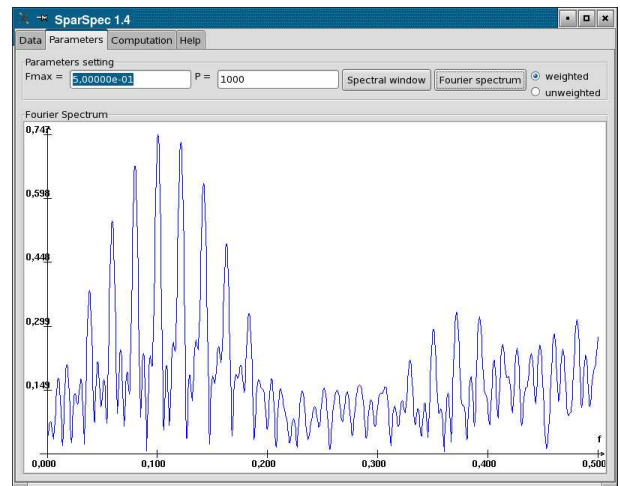 SparSpec 1.4
Data Parameters Computation Help
Parameters setting
Fmax = 5,00000e-01 P = 1000 Spectral window Fourier spectrum weighted
unweighted
Fourier Spectrum
0,747
0,598
0,448
0,299
0,149
f
0,000 0,100 0,200 0,300 0,400 0,500